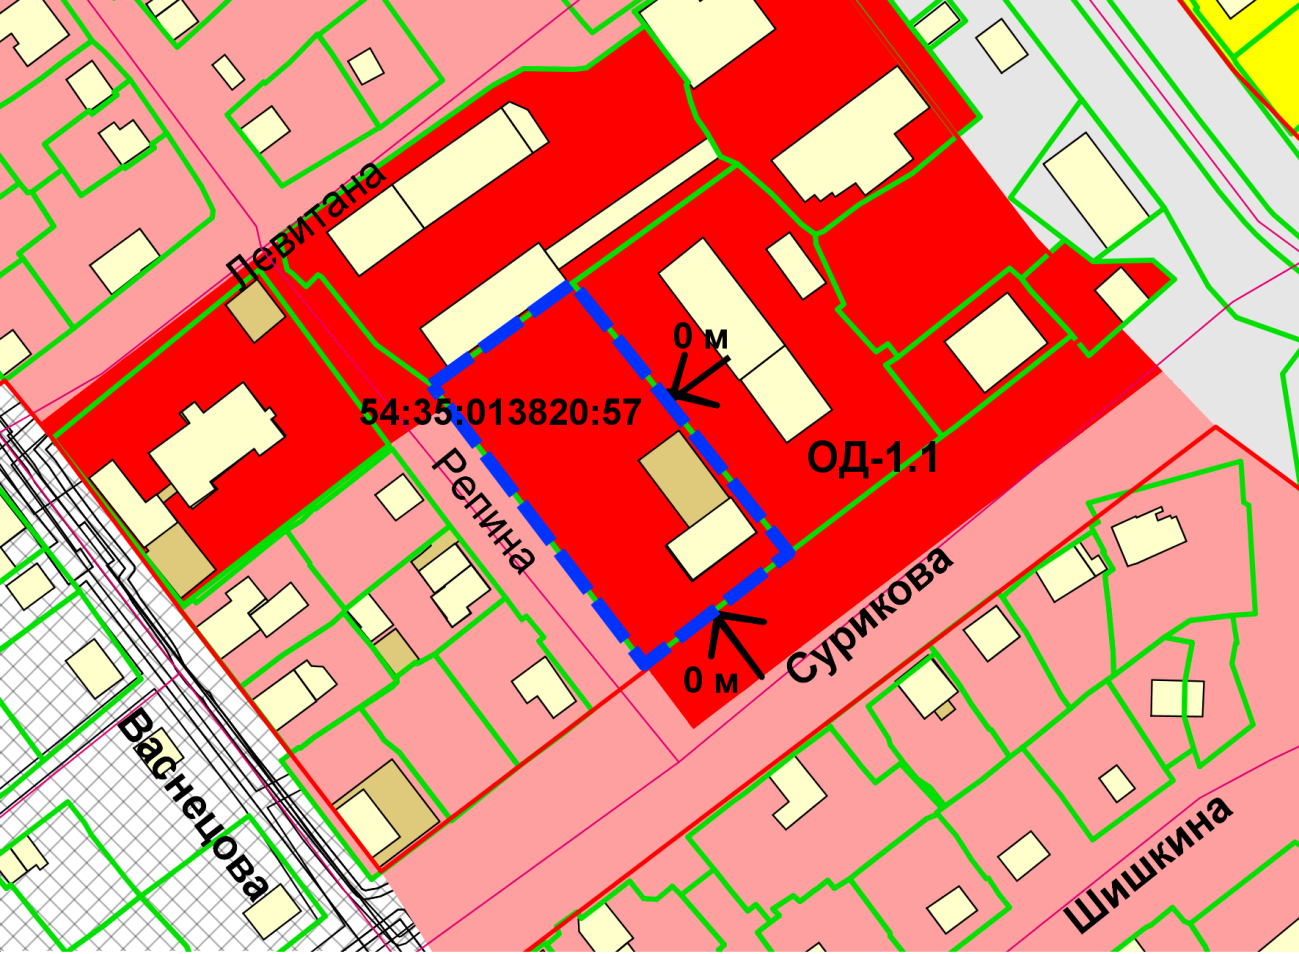 Левитана
0 м
54:35:013820:57
ОД-1.1
Репина
Сурикова
0 м
Васнецова
Шишкина